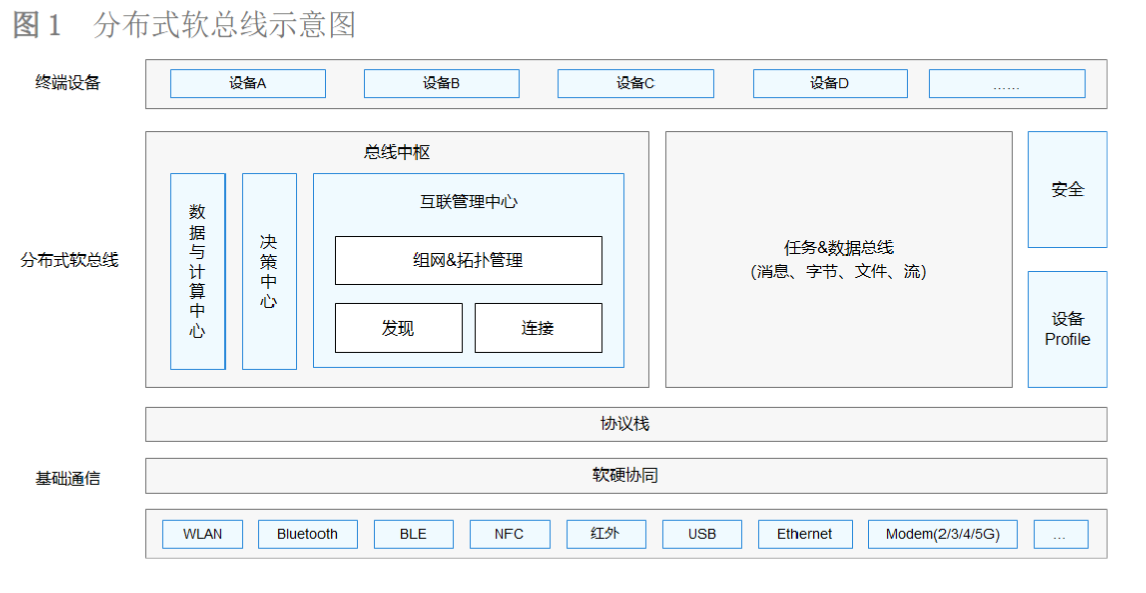 图 1 分布式软总线示意图
终端设备
设备A
设备B
设备C
设备D
……
分布式软总线
总线中枢
数据与计算中心
决策中心
互联管理中心
组网&拓扑管理
发现
连接
任务&数据总线
(消息、字节、文件、流)
安全
设备
Profile
基础通信
协议栈
软硬协同
WLAN
Bluetooth
BLE
NFC
红外
USB
Ethernet
Modem(2/3/4/5G)
...